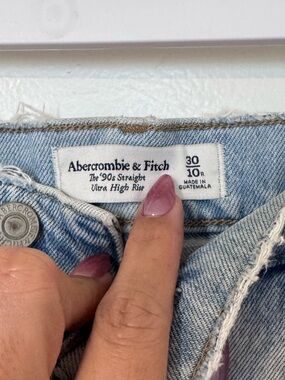 Abercrombie & Fitch
The '90s Straight
Ultra High Rise
30
10R
MADE IN
GUATEMALA